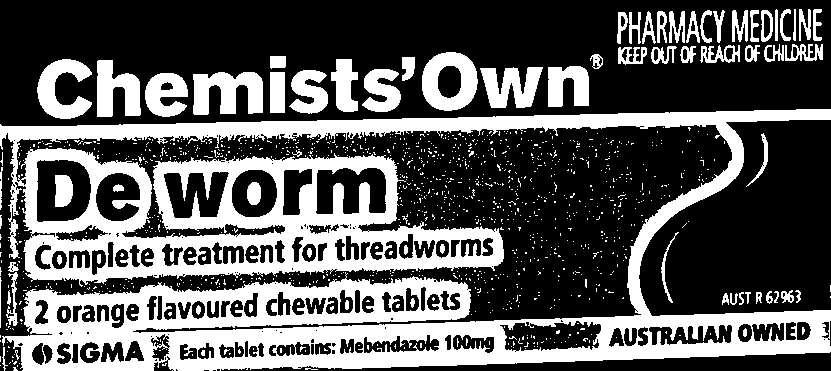 PHARMACY MEDICINE
KEEP OUT OF REACH OF CHILDREN
Chemists' Own®
De worm
Complete treatment for threadworms
2 orange flavoured chewable tablets
AUST R 62963
SIGMA Each tablet contains: Mebendazole 100mg AUSTRALIAN OWNED